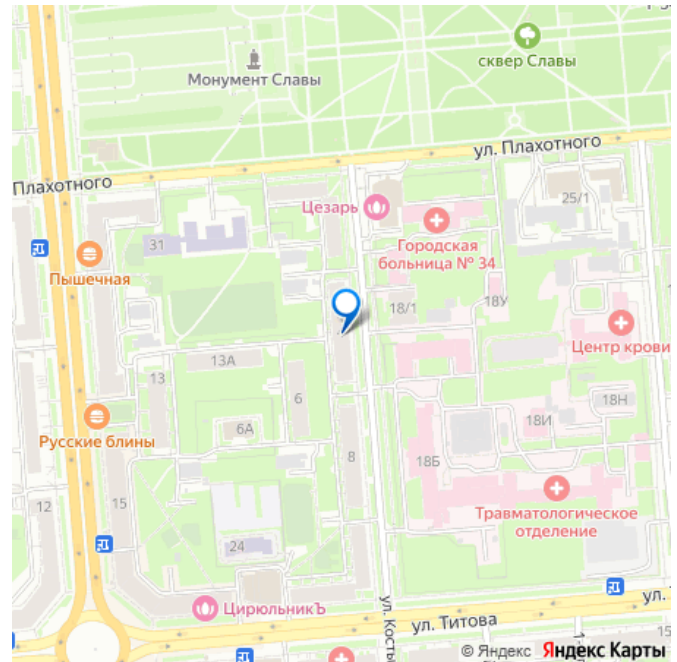 Монумент Славы
сквер Славы
ул. Плахотного
Плахотного
Цезарь
25/1
31
Городская
больница № 34
Пышечная
18/1
18У
Центр крови
13А
13
6
18Н
Русские блины
6А
18И
8
18Б
15
12
Травматологическое
отделение
24
ЦирюльникЪ
ул. Титова
ул.
ул. Косты
15
© Яндекс Яндекс Карты